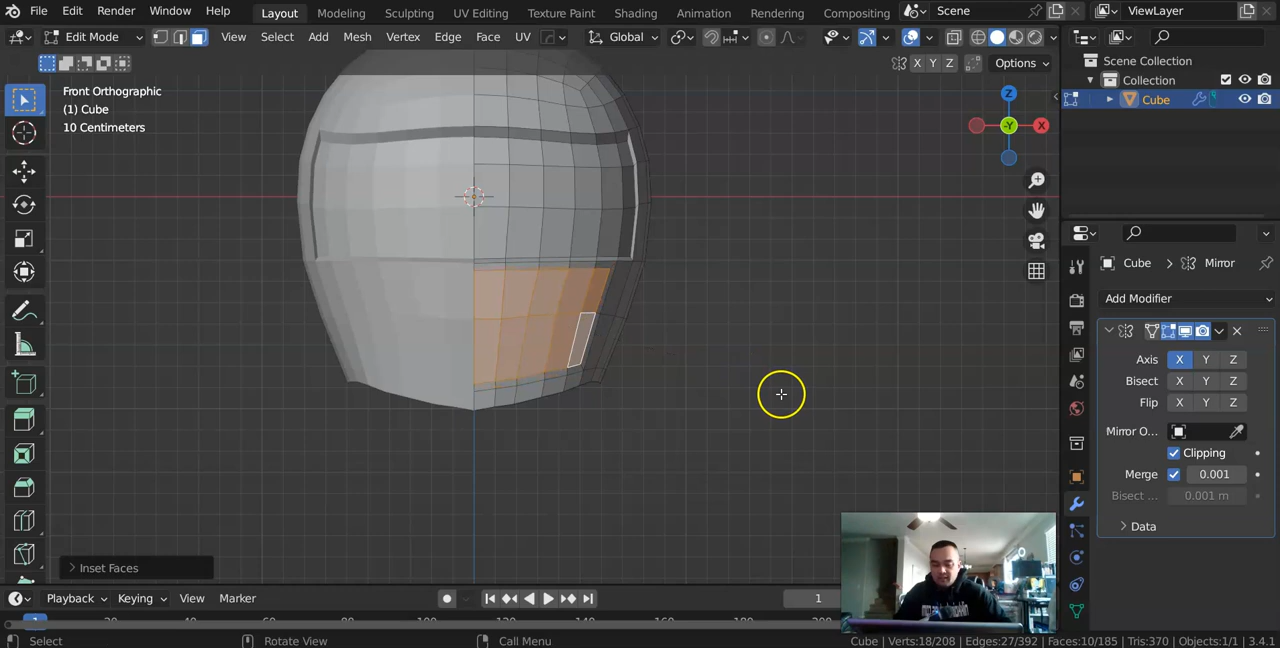 File Edit Render Window Help Layout Modeling Sculpting UV Editing Texture Paint Shading Animation Rendering Compositing Scene ViewLayer
Edit Mode View Select Add Mesh Vertex Edge Face UV Global
X Y Z Options
Scene Collection
Collection
Cube
Front Orthographic
(1) Cube
10 Centimeters
Z
-Y
X
Cube Mirror
Add Modifier
Axis X Y Z
Bisect X Y Z
Flip X Y Z
Mirror O...
Clipping
Merge 0.001
Bisect ... 0.001 m
Data
Inset Faces
Playback Keying View Marker 1
Select Rotate View Call Menu Cube | Verts:18/208 | Edges:27/392 | Faces:10/185 | Tris:370 | Objects:1/1 | 3.4.1